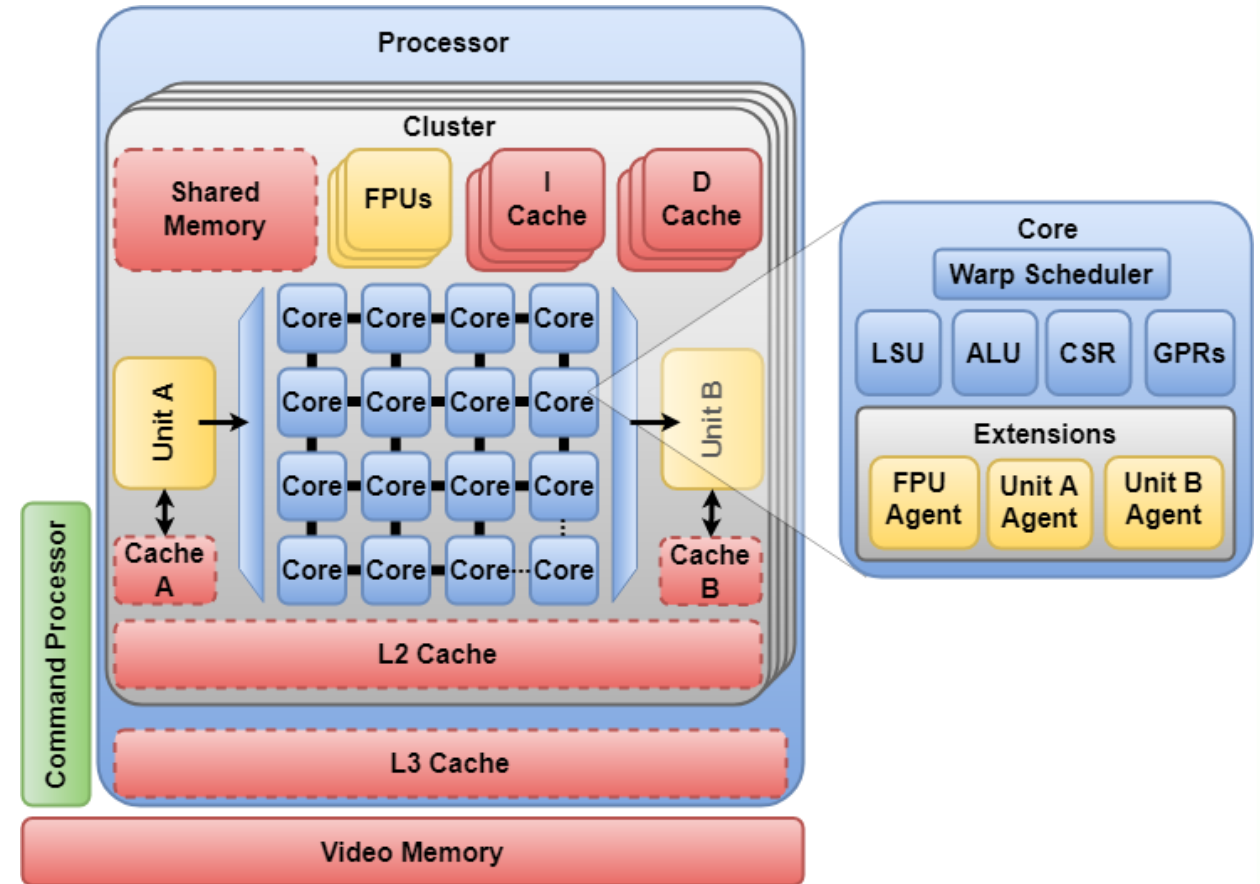 Processor
Cluster
Shared
Memory
FPUs
I
Cache
D
Cache
Core Core Core Core
Core Core Core Core
Core Core Core Core
Core Core Core Core
Unit A
Cache
A
Unit B
Cache
B
L2 Cache
L3 Cache
Command Processor
Video Memory
Core
Warp Scheduler
LSU ALU CSR GPRs
Extensions
FPU
Agent
Unit A
Agent
Unit B
Agent